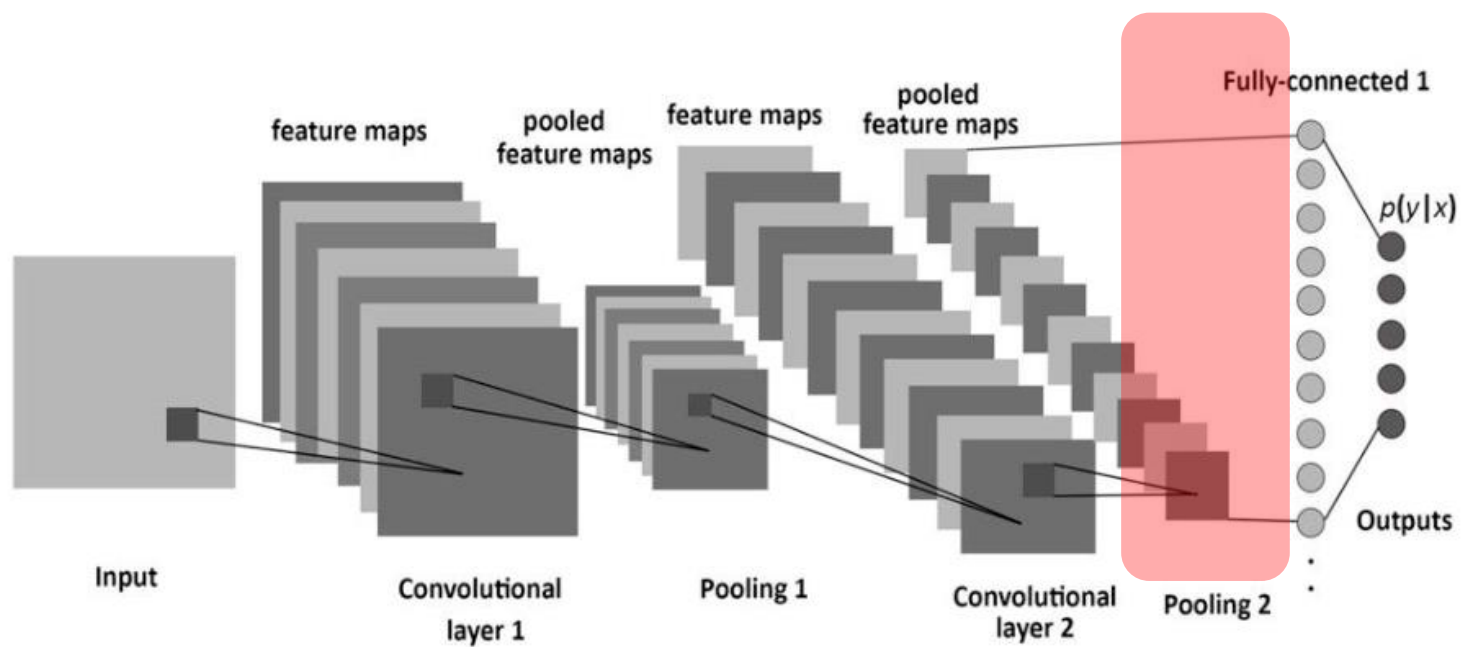 Fully-connected 1
feature maps
pooled
feature maps
feature maps
pooled
feature maps
p(y|x)
Outputs
Input
Convolutional
layer 1
Pooling 1
Convolutional
layer 2
Pooling 2